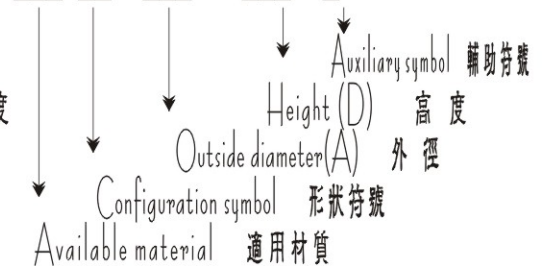 Auxiliary symbol 輔助符號
度
Height (D) 高度
Outside diameter(A) 外徑
Configuration symbol 形狀符號
Available material 適用材質